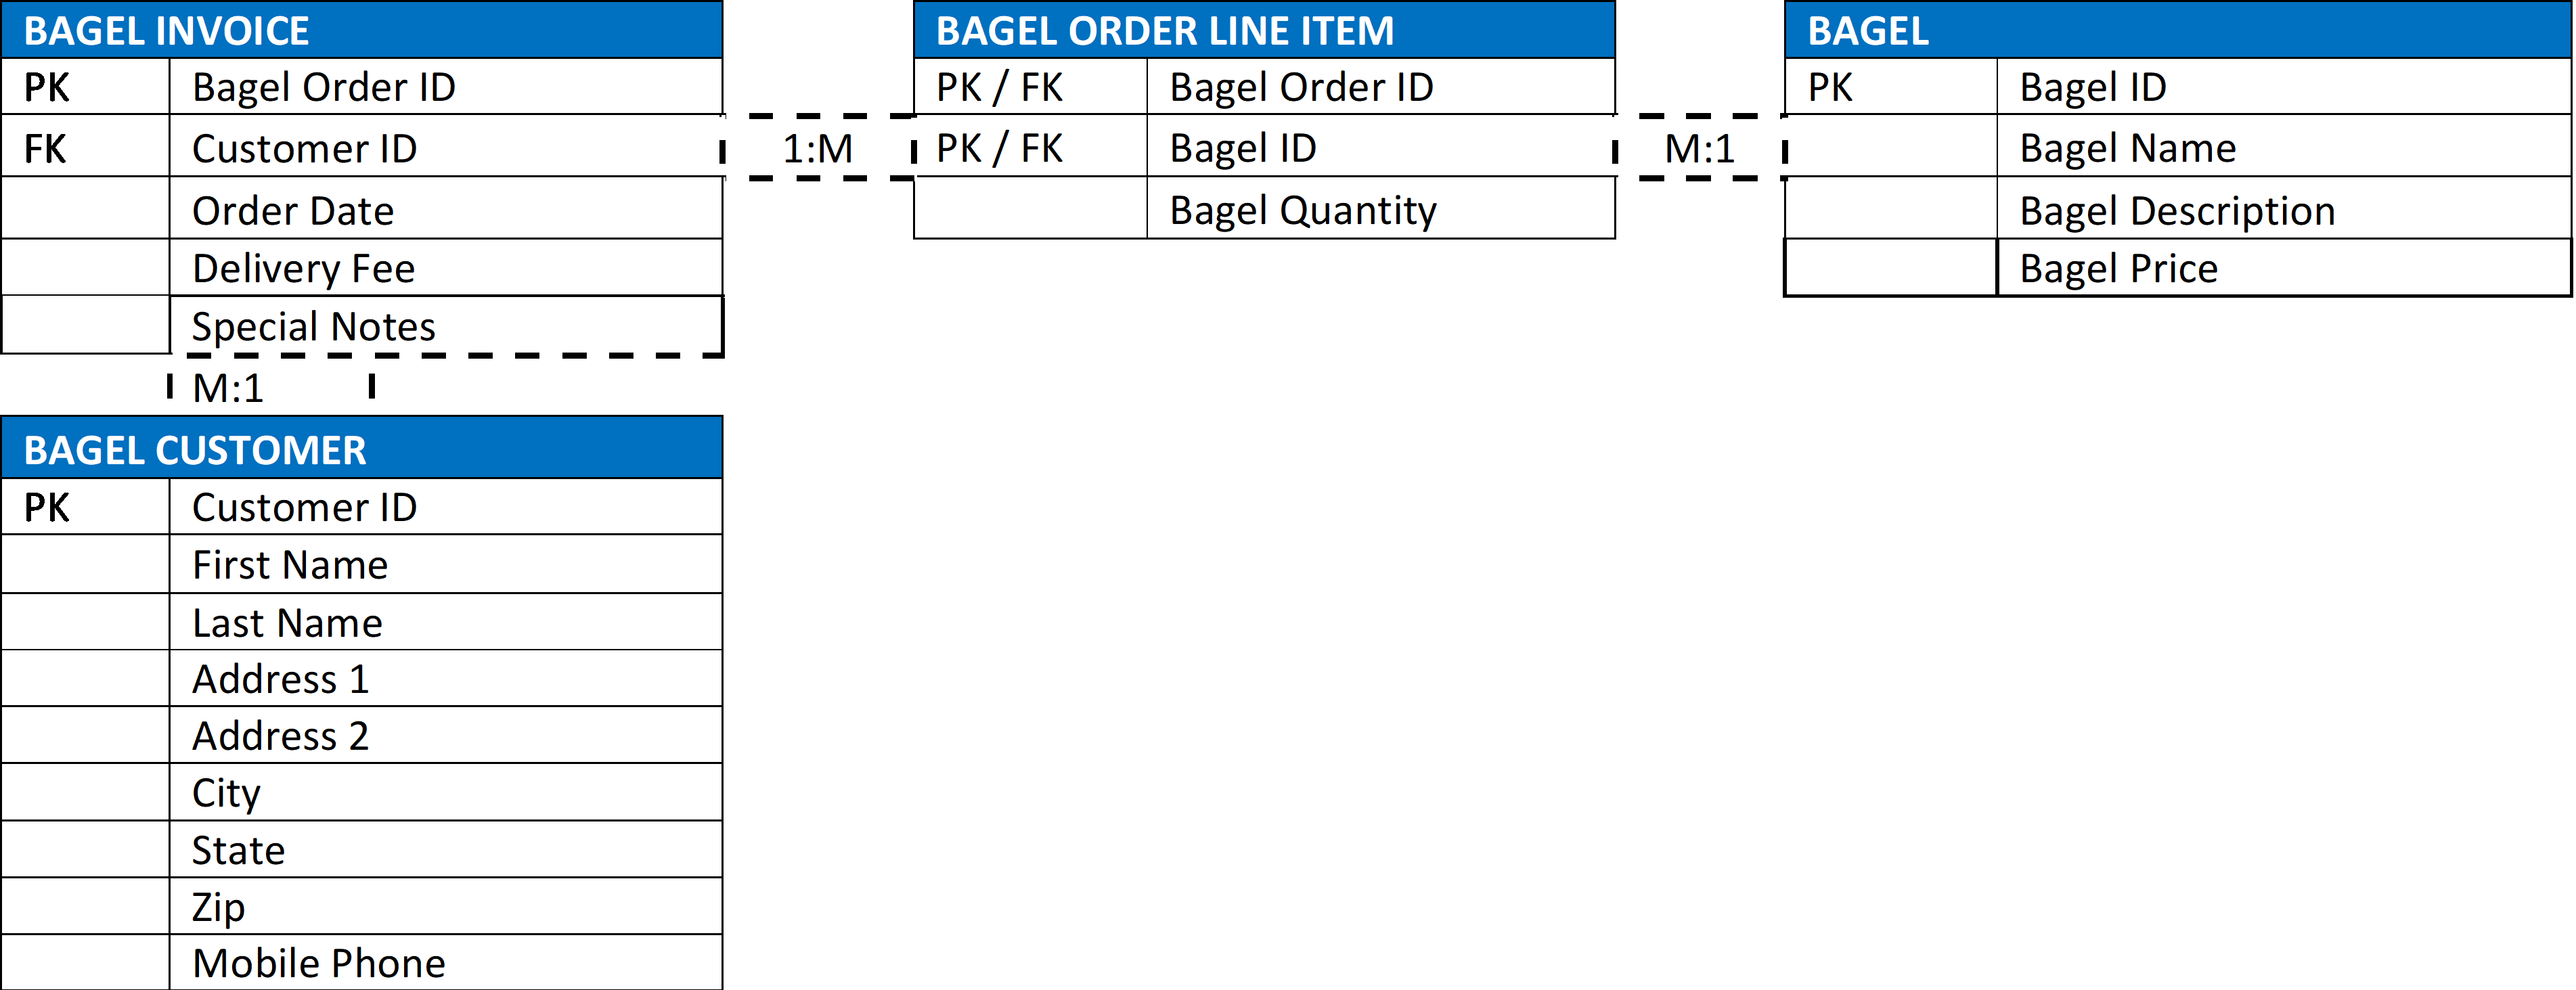 BAGEL INVOICE
PK Bagel Order ID
FK Customer ID
Order Date
Delivery Fee
Special Notes
1:M
BAGEL ORDER LINE ITEM
PK / FK Bagel Order ID
PK / FK Bagel ID
Bagel Quantity
M:1
BAGEL
PK Bagel ID
Bagel Name
Bagel Description
Bagel Price
M:1
BAGEL CUSTOMER
PK Customer ID
First Name
Last Name
Address 1
Address 2
City
State
Zip
Mobile Phone